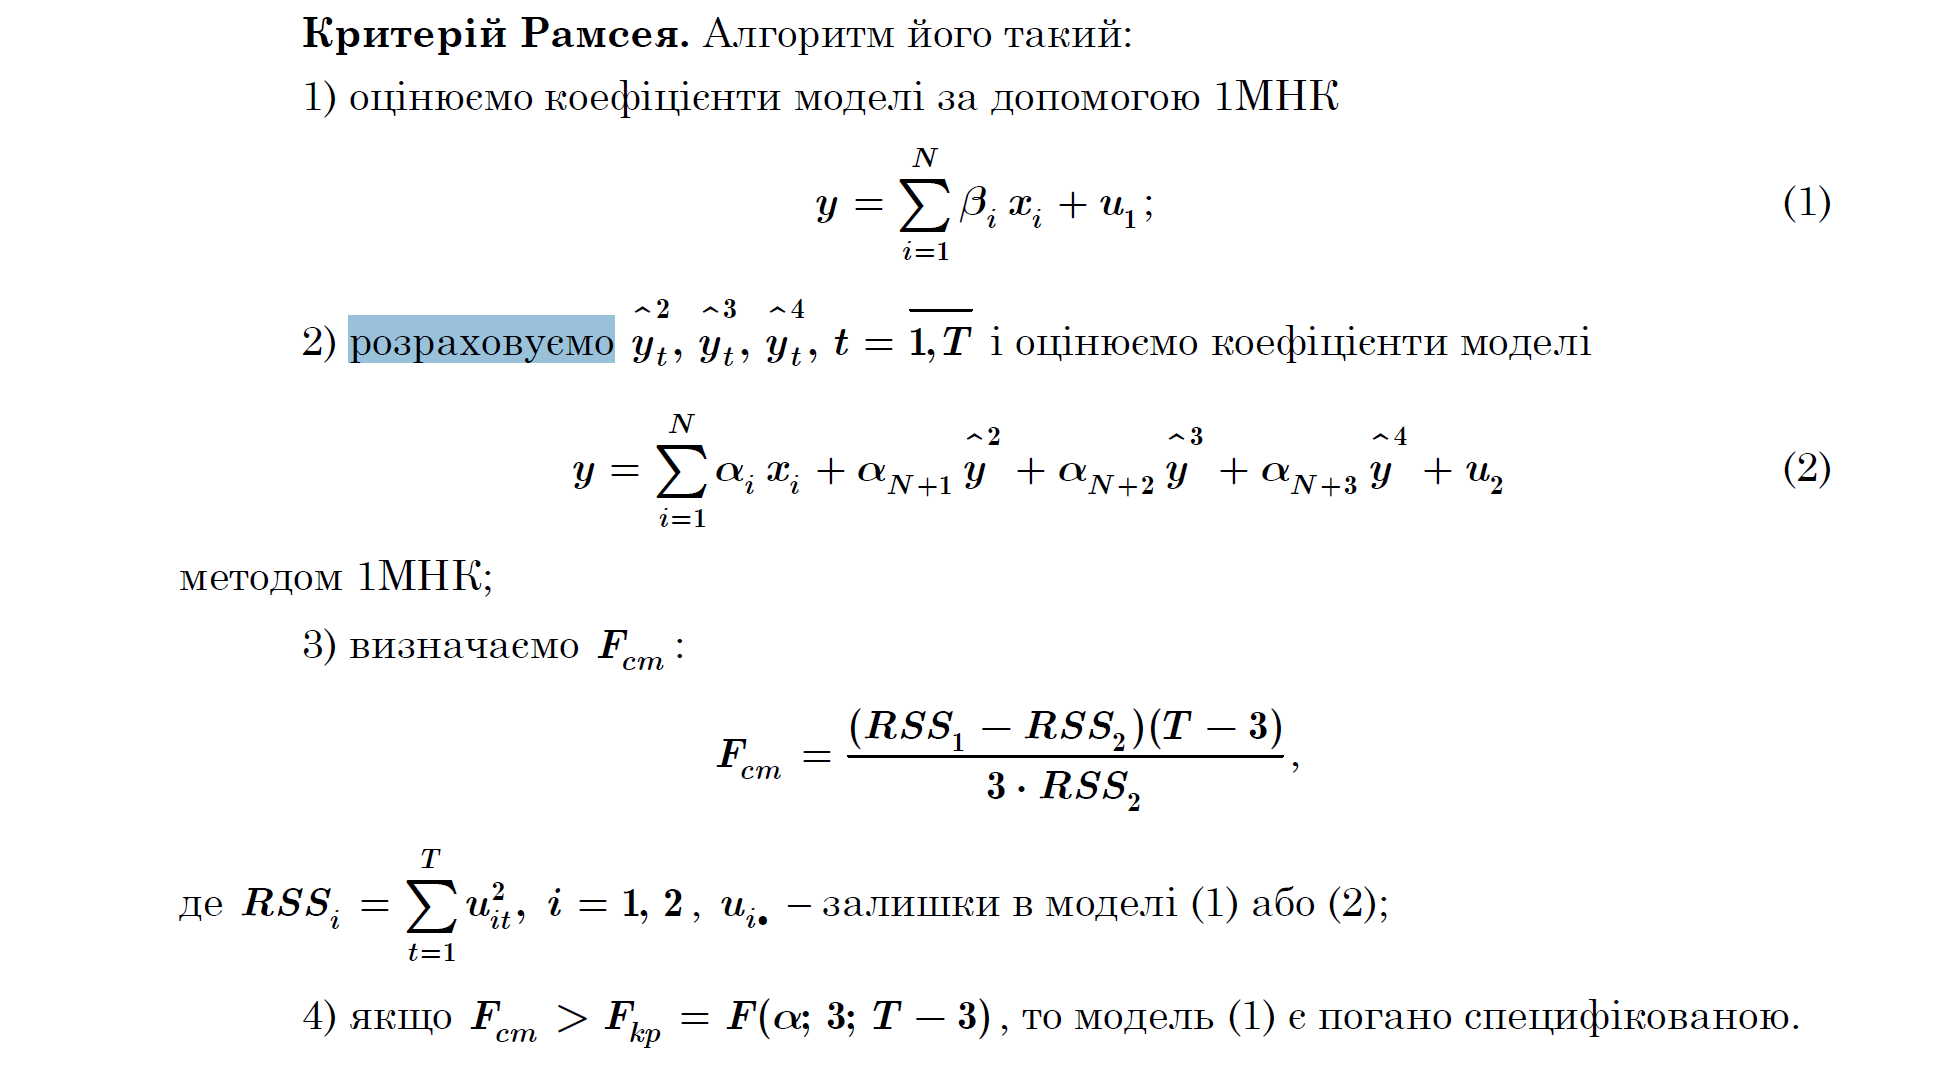 Критерій Рамсея. Алгоритм його такий:
1) оцінюємо коефіцієнти моделі за допомогою 1МНК
$y = \sum_{i=1}^{N} \beta_i x_i + u_1;$ (1)
2) розраховуємо $\hat{y}_t^2, \hat{y}_t^3, \hat{y}_t^4, t = \overline{1,T}$ і оцінюємо коефіцієнти моделі
$y = \sum_{i=1}^{N} \alpha_i x_i + \alpha_{N+1} \hat{y}^2 + \alpha_{N+2} \hat{y}^3 + \alpha_{N+3} \hat{y}^4 + u_2$ (2)
методом 1МНК;
3) визначаємо $F_{cm}$ :
$F_{cm} = \frac{(RSS_1 - RSS_2)(T - 3)}{3 \cdot RSS_2},$
де $RSS_i = \sum_{t=1}^{T} u_{it}^2, i = 1, 2$ , $u_{i\bullet}$ – залишки в моделі (1) або (2);
4) якщо $F_{cm} > F_{kp} = F(\alpha; 3; T - 3)$ , то модель (1) є погано специфікованою.